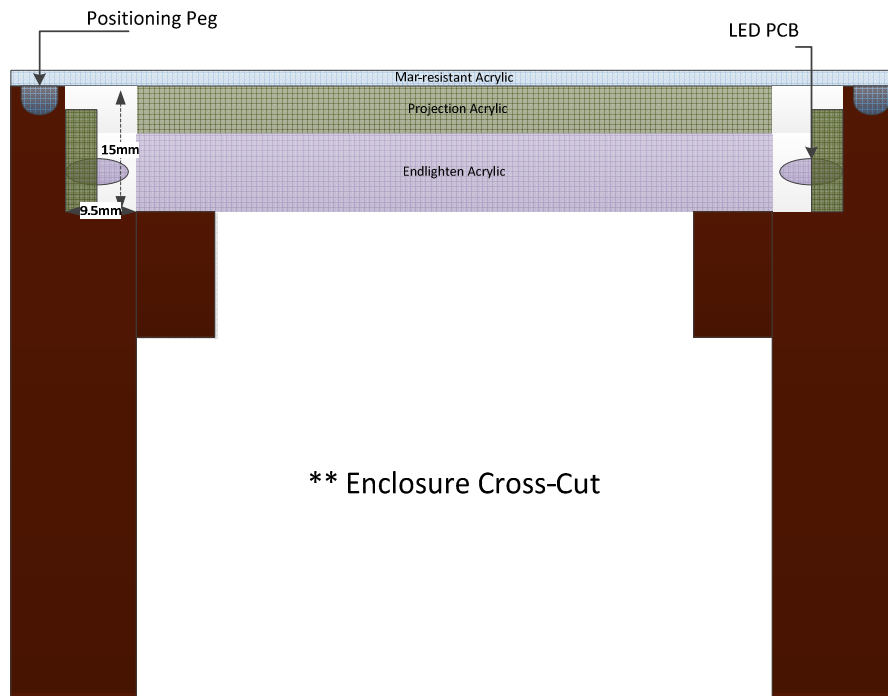 Positioning Peg
LED PCB
Mar-resistant Acrylic
Projection Acrylic
15mm
Endlighten Acrylic
9.5mm
** Enclosure Cross-Cut